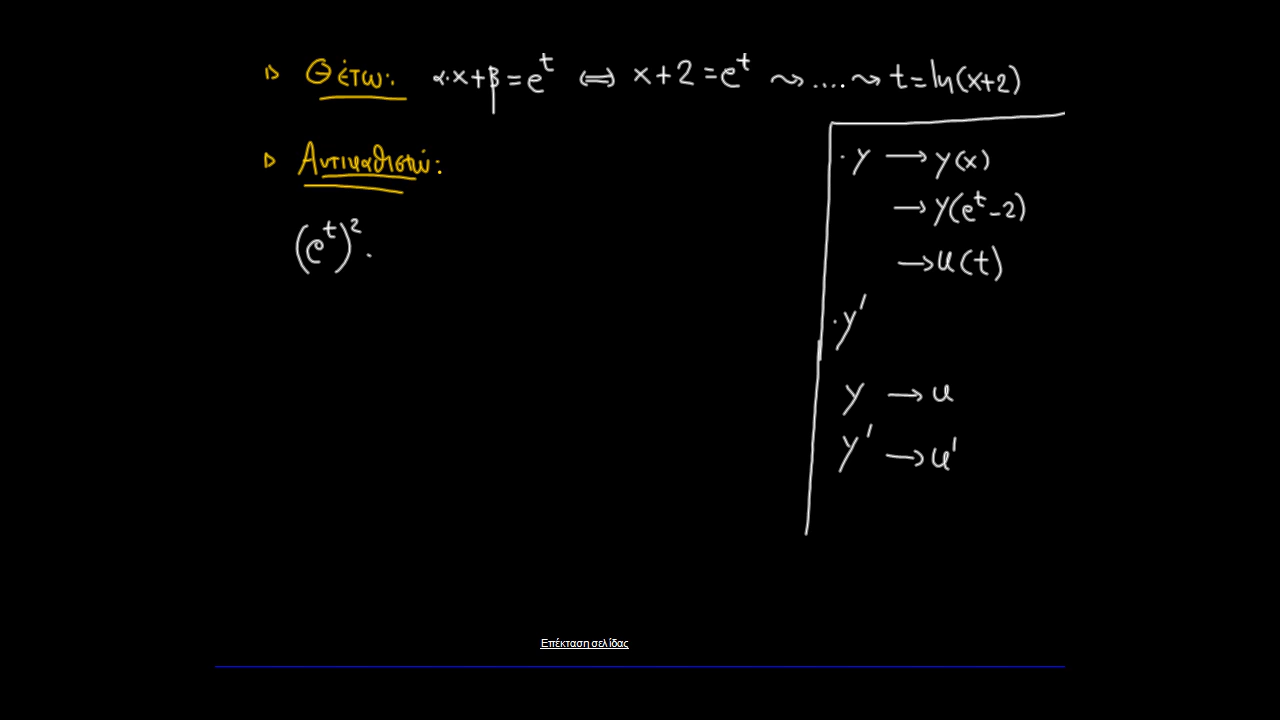 ▷ Θέτω: α·x+β=e^t ⟺ x+2=e^t ⇝ .... ⇝ t=ln(x+2)
▷ Αντικαθιστώ:
(e^t)^2 ·
· y → y(x)
→ y(e^t-2)
→ u(t)
· y'
y → u
y' → u'
Επέκταση σελίδας